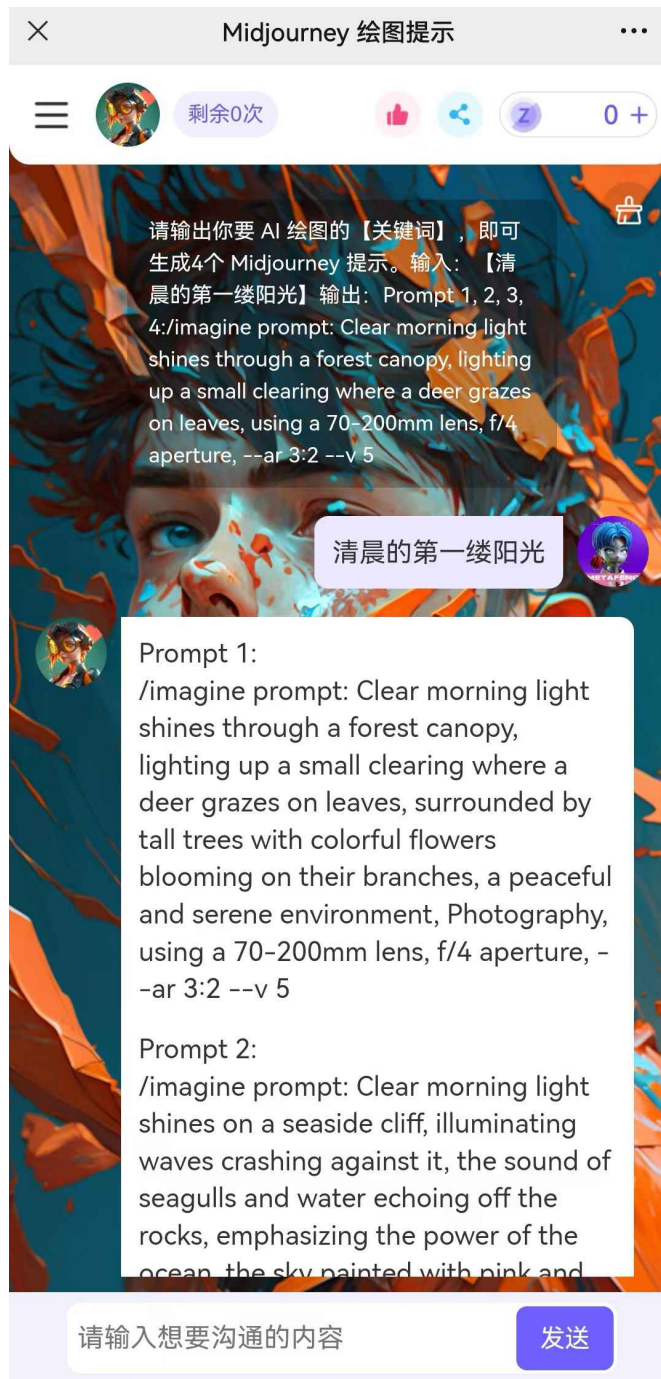 Midjourney 绘图提示
剩余0次
Z
0 +
请输出你要 AI 绘图的【关键词】，即可
生成4个 Midjourney 提示。输入：【清
晨的第一缕阳光】输出：Prompt 1, 2, 3,
4:/imagine prompt: Clear morning light
shines through a forest canopy, lighting
up a small clearing where a deer grazes
on leaves, using a 70-200mm lens, f/4
aperture, --ar 3:2 --v 5
清晨的第一缕阳光
METAFENG
Prompt 1:
/imagine prompt: Clear morning light
shines through a forest canopy,
lighting up a small clearing where a
deer grazes on leaves, surrounded by
tall trees with colorful flowers
blooming on their branches, a peaceful
and serene environment, Photography,
using a 70-200mm lens, f/4 aperture, -
-ar 3:2 --v 5
Prompt 2:
/imagine prompt: Clear morning light
shines on a seaside cliff, illuminating
waves crashing against it, the sound of
seagulls and water echoing off the
rocks, emphasizing the power of the
ocean, the sky painted with pink and
请输入想要沟通的内容
发送